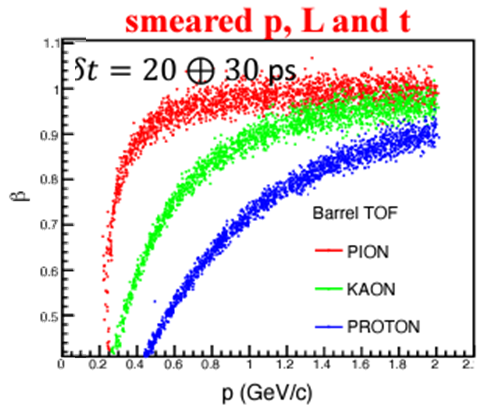 smeared p, L and t
δt = 20 ⊕ 30 ps
1.1
1
0.9
0.8
0.7
0.6
0.5
β
Barrel TOF
PION
KAON
PROTON
0 0.2 0.4 0.6 0.8 1 1.2 1.4 1.6 1.8 2 2.
p (GeV/c)